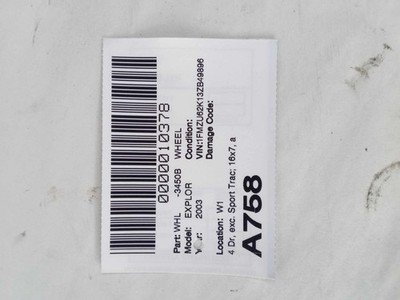 0000010378
Part: WHL -3450B WHEEL
Model: EXPLOR Condition:
Year: 2003 VIN:1FMZU62K13ZB49896
Damage Code:
Location: W1
4 Dr, exc. Sport Trac; 16x7, a
A758